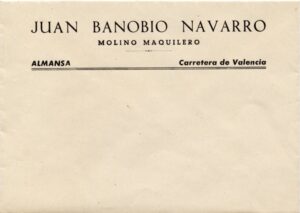 JUAN BANOBIO NAVARRO
MOLINO MAQUILERO
ALMANSA Carretera de Valencia